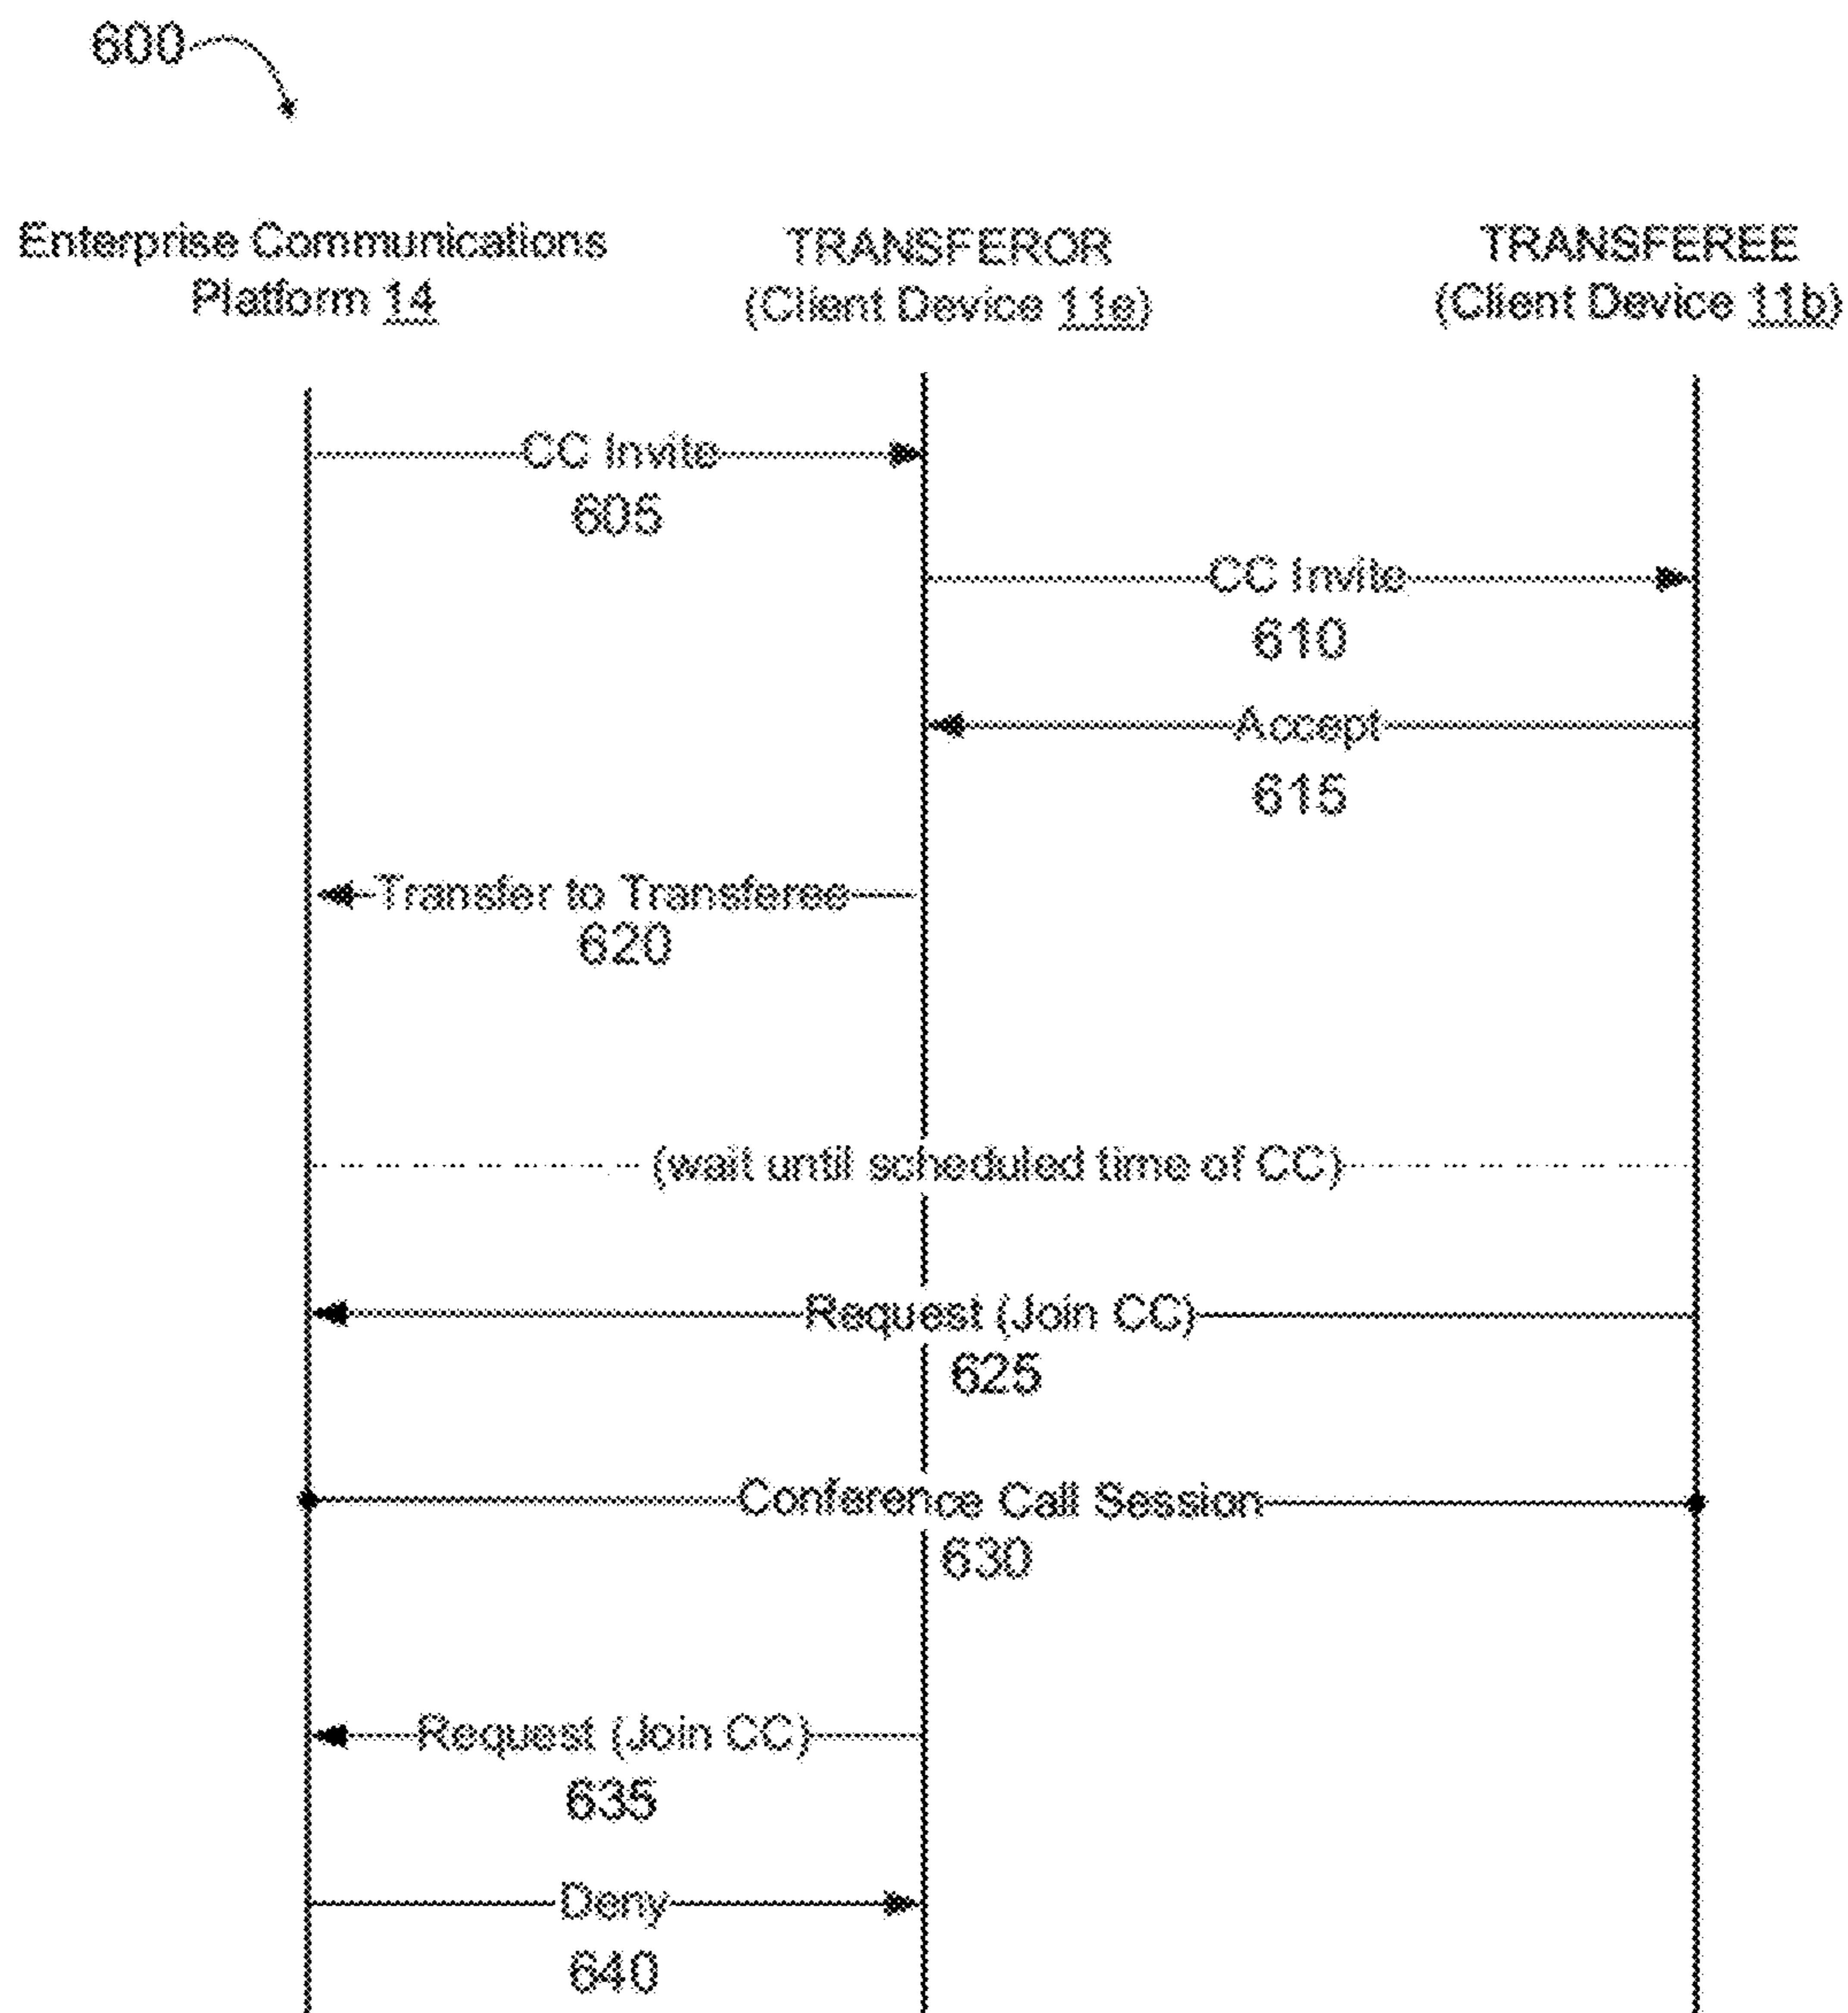 600
Enterprise Communications
Platform 14
TRANSFEROR
(Client Device 11e)
TRANSFEREE
(Client Device 11b)
CC Invite
605
CC Invite
610
Accept
615
Transfer to Transferee
620
(wait until scheduled time of CC)
Request (Join CC)
625
Conference Call Session
630
Request (Join CC)
635
Deny
640